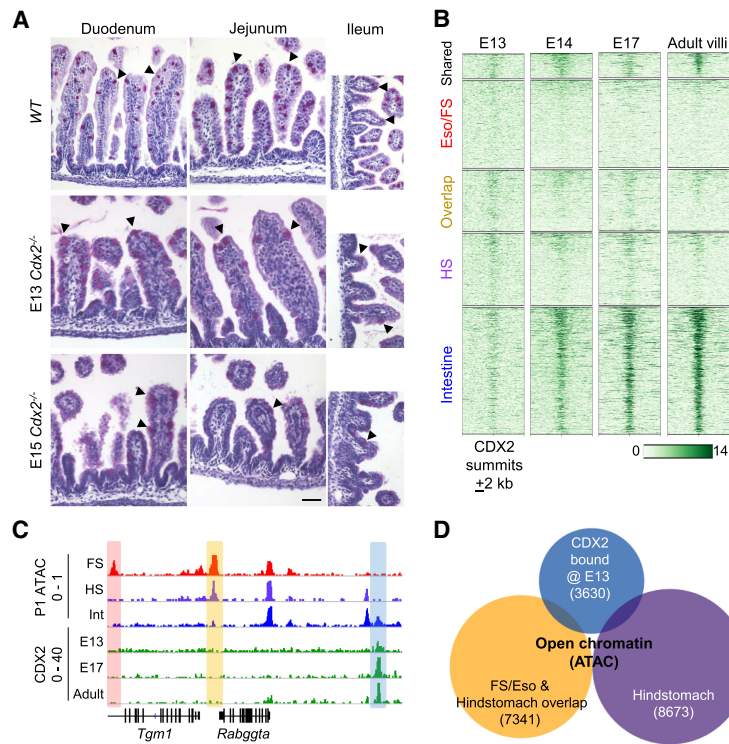 A
Duodenum
Jejunum
Ileum
WT
E13 Cdx2-/-
E15 Cdx2-/-
B
E13
E14
E17
Adult villi
Shared
Eso/FS
Overlap
HS
Intestine
CDX2
summits
±2 kb
0
14
C
P1 ATAC
0 - 1
FS
HS
Int
CDX2
0 - 40
E13
E17
Adult
Tgm1
Rabggta
D
CDX2
bound
@ E13
(3630)
Open chromatin
(ATAC)
FS/Eso &
Hindstomach overlap
(7341)
Hindstomach
(8673)